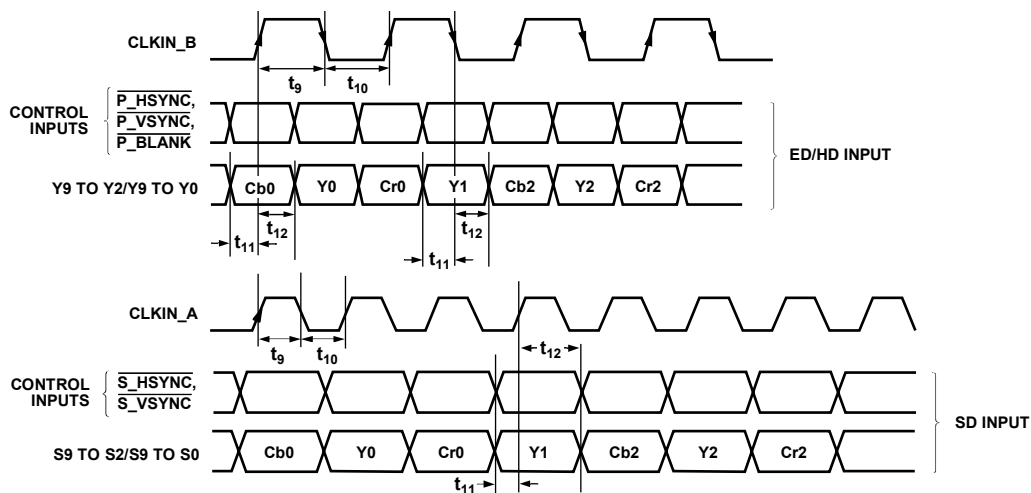 CLKIN_B
t9
t10
CONTROL
INPUTS
P_HSYNC,
P_VSYNC,
P_BLANK
ED/HD INPUT
Y9 TO Y2/Y9 TO Y0
Cb0
Y0
Cr0
Y1
Cb2
Y2
Cr2
t12
t12
t11
t11
CLKIN_A
t9
t10
t12
CONTROL
INPUTS
S_HSYNC,
S_VSYNC
SD INPUT
S9 TO S2/S9 TO S0
Cb0
Y0
Cr0
Y1
Cb2
Y2
Cr2
t11